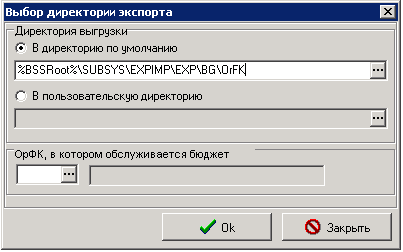 Выбор директории экспорта
Директория выгрузки
В директорию по умолчанию
%BSSRoot%\SUBSYS\EXPIMP\EXP\BG\OrFK
...
В пользовательскую директорию
...
ОрФК, в котором обслуживается бюджет
...
Ok
Закрыть